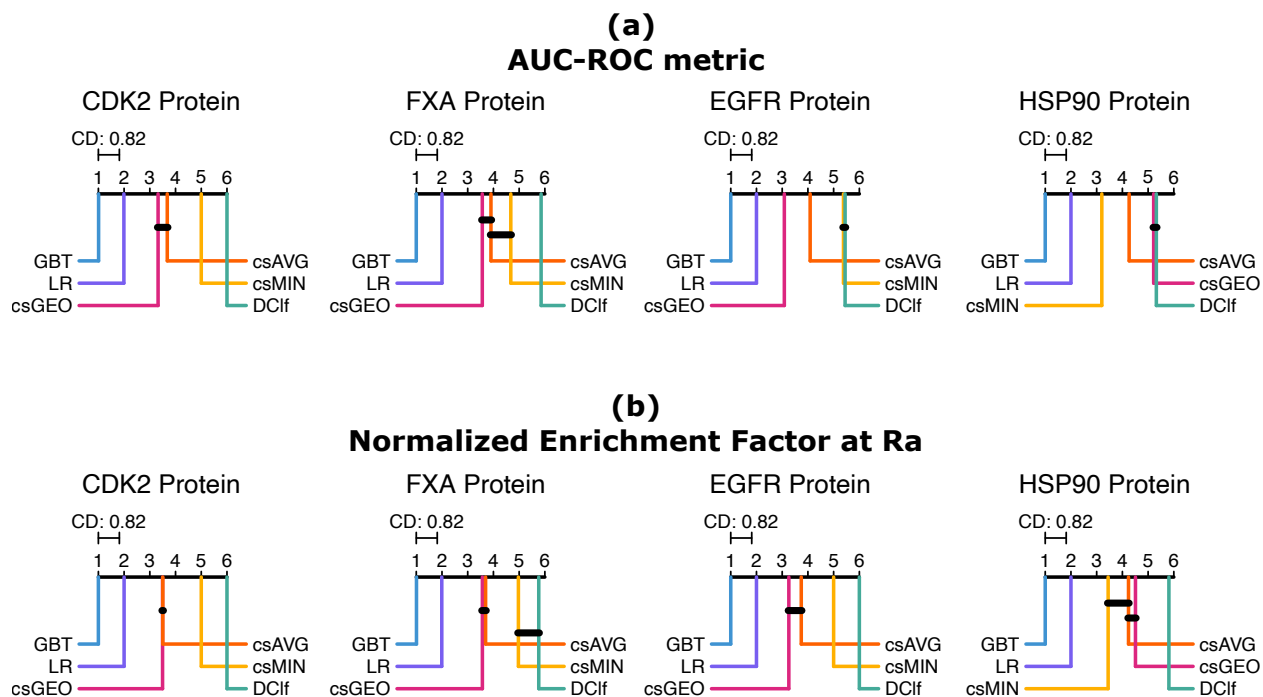 (a)
AUC-ROC metric
CDK2 Protein
CD: 0.82
1 2 3 4 5 6
GBT
LR
csGEO
csAVG
csMIN
DClf
FXA Protein
CD: 0.82
1 2 3 4 5 6
GBT
LR
csGEO
csAVG
csMIN
DClf
EGFR Protein
CD: 0.82
1 2 3 4 5 6
GBT
LR
csGEO
csAVG
csMIN
DClf
HSP90 Protein
CD: 0.82
1 2 3 4 5 6
GBT
LR
csMIN
csAVG
csGEO
DClf
(b)
Normalized Enrichment Factor at Ra
CDK2 Protein
CD: 0.82
1 2 3 4 5 6
GBT
LR
csGEO
csAVG
csMIN
DClf
FXA Protein
CD: 0.82
1 2 3 4 5 6
GBT
LR
csGEO
csAVG
csMIN
DClf
EGFR Protein
CD: 0.82
1 2 3 4 5 6
GBT
LR
csGEO
csAVG
csMIN
DClf
HSP90 Protein
CD: 0.82
1 2 3 4 5 6
GBT
LR
csMIN
csAVG
csGEO
DClf